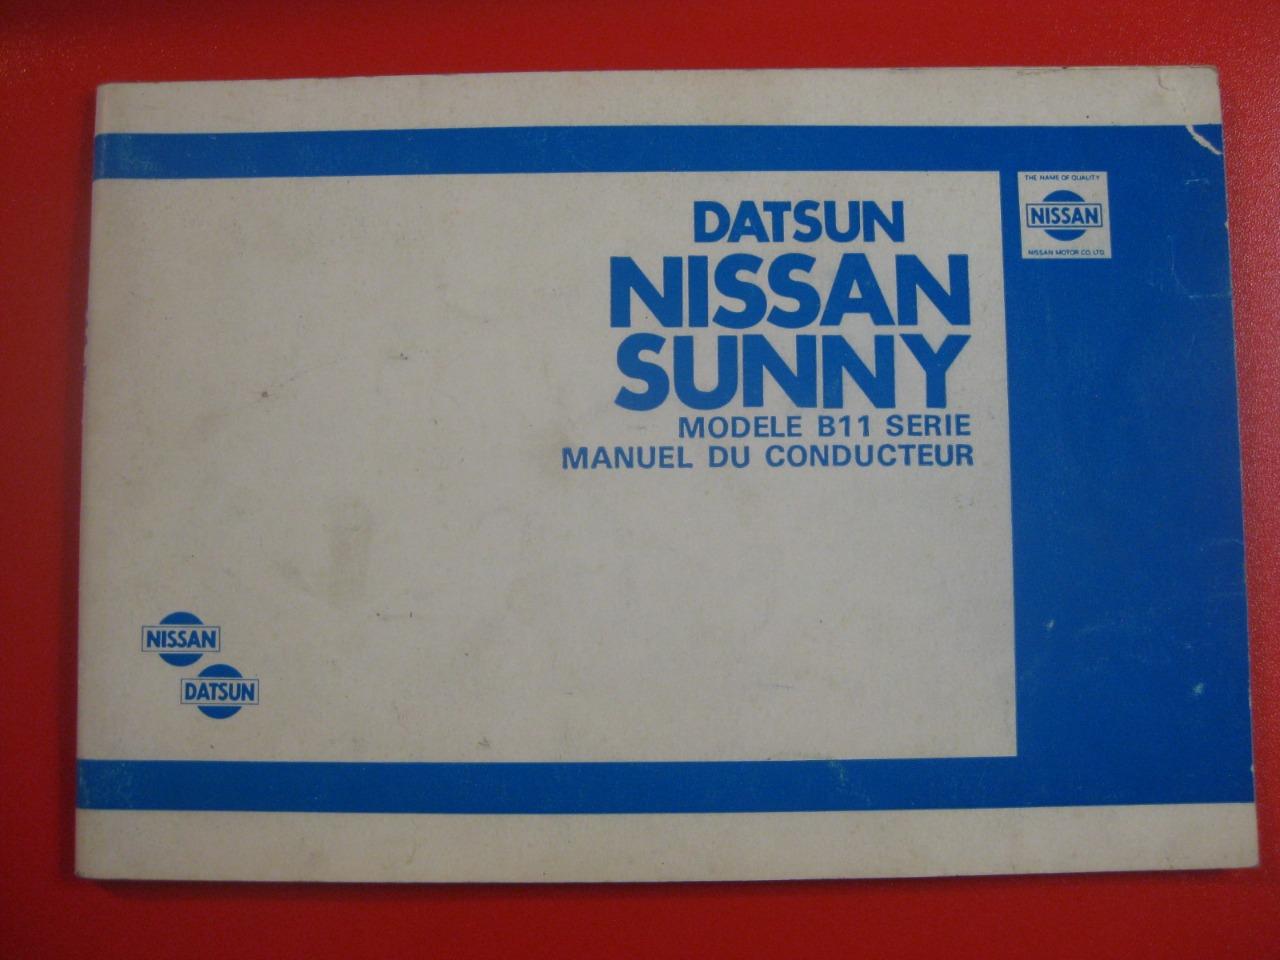 THE NAME OF QUALITY
NISSAN
NISSAN MOTOR CO. LTD.
DATSUN
NISSAN
SUNNY
MODELE B11 SERIE
MANUEL DU CONDUCTEUR
NISSAN
DATSUN